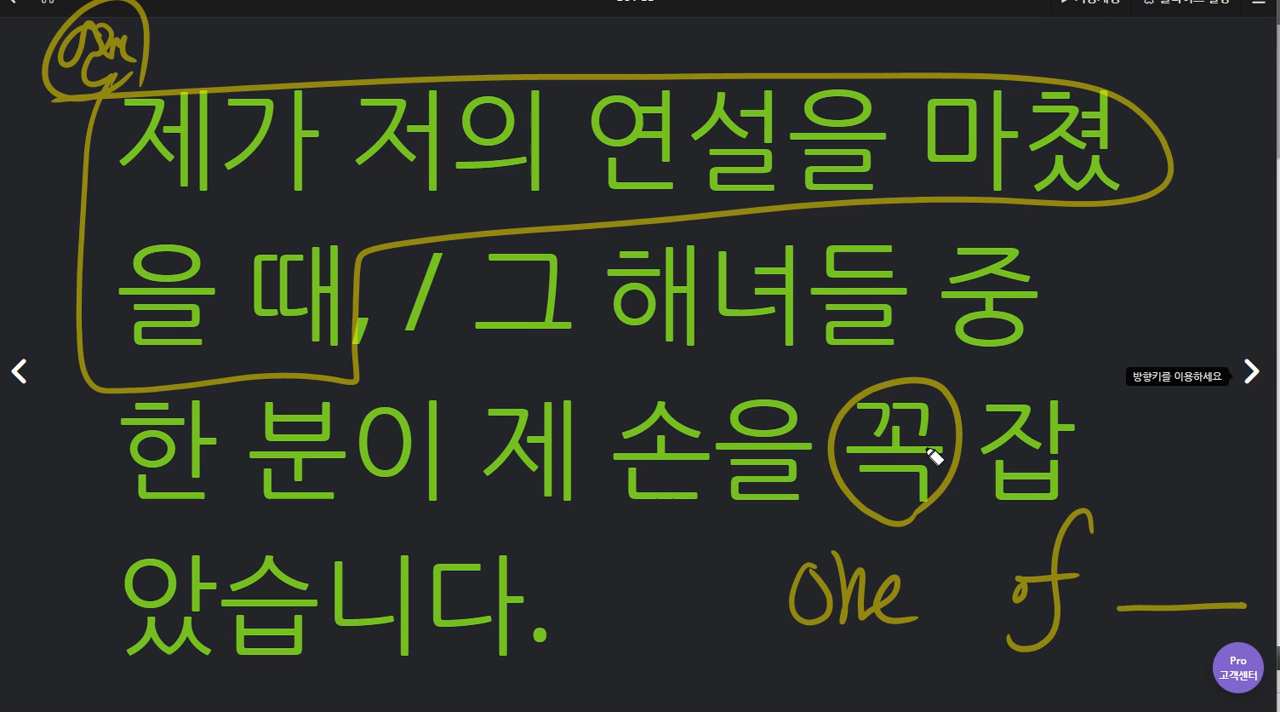 제가 저의 연설을 마쳤
을 때, / 그 해녀들 중
방향키를 이용하세요
한 분이 제 손을 꼭 잡
았습니다.
one of
Pro
고객센터